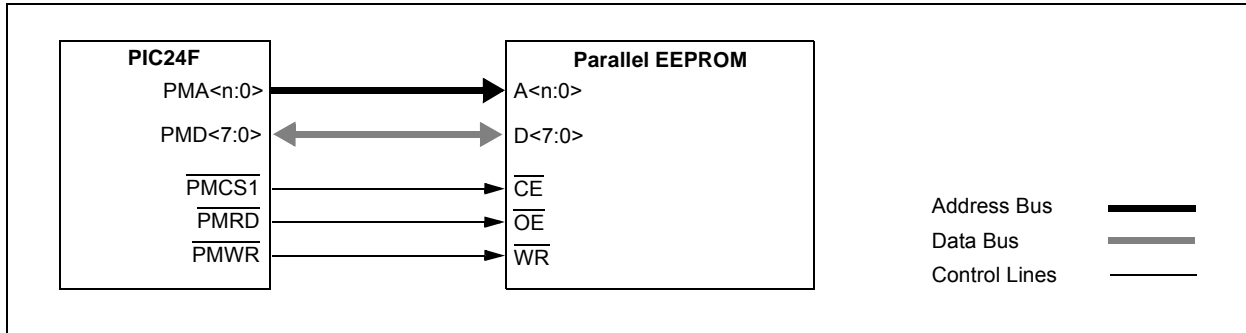 PIC24F
Parallel EEPROM
PMA<n:0>
A<n:0>
PMD<7:0>
D<7:0>
PMCS1
CE
PMRD
OE
PMWR
WR
Address Bus
Data Bus
Control Lines